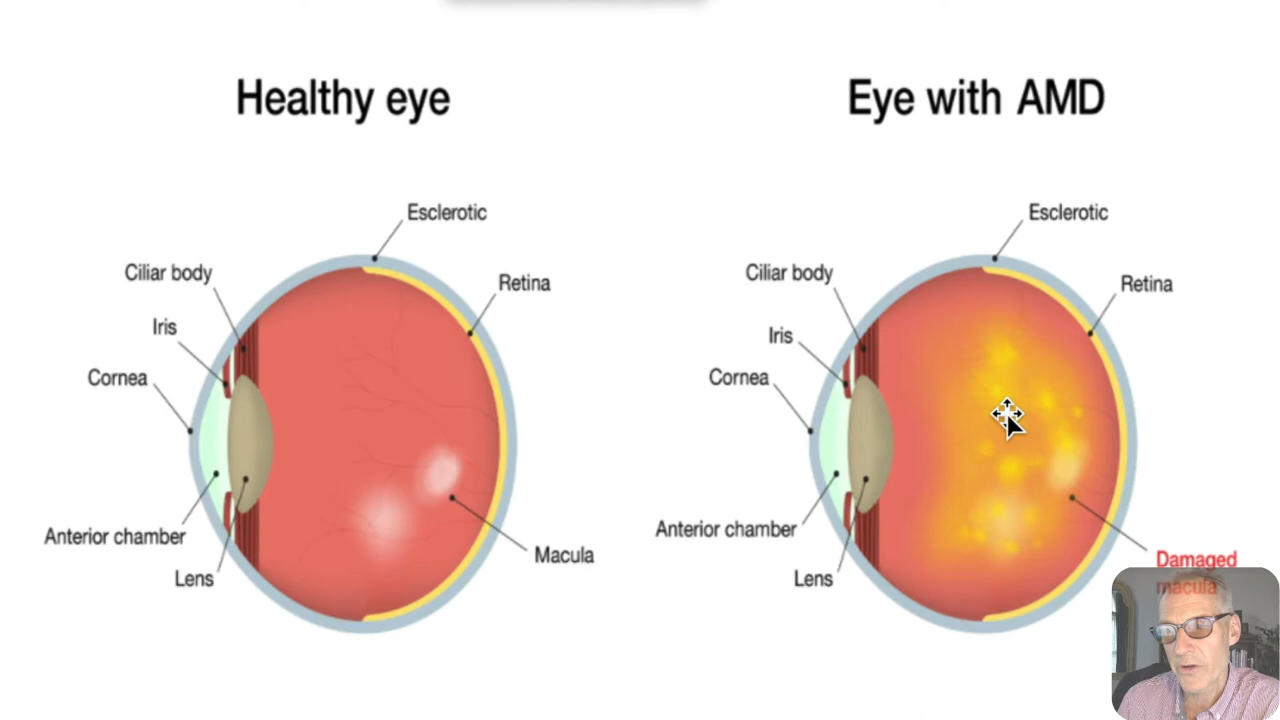 Healthy eye
Esclerotic
Ciliar body
Retina
Iris
Cornea
Anterior chamber
Macula
Lens
Eye with AMD
Esclerotic
Ciliar body
Retina
Iris
Cornea
Anterior chamber
Lens
Damaged
macula